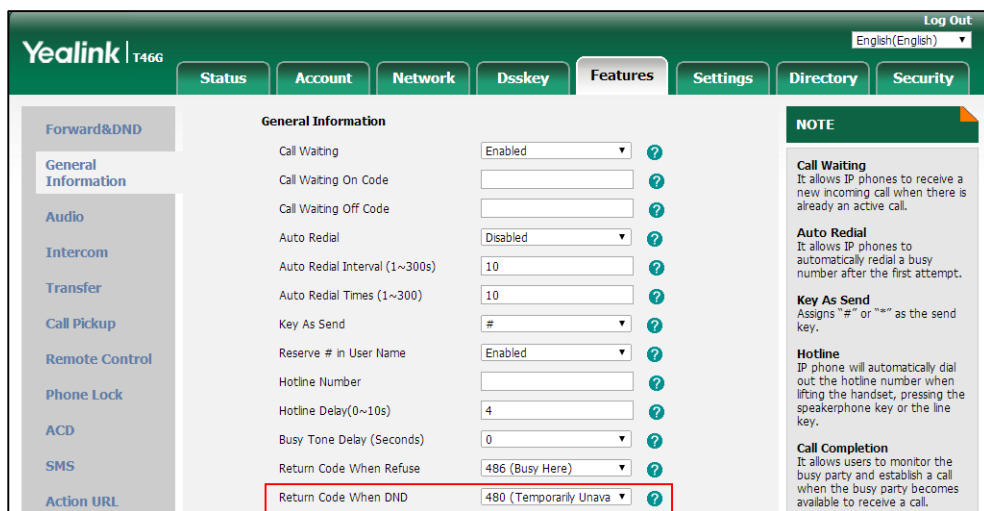 Log Out
Yealink | T46G
English(English)
Status Account Network Dsskey Features Settings Directory Security
Forward&DND
General
Information
Audio
Intercom
Transfer
Call Pickup
Remote Control
Phone Lock
ACD
SMS
Action URL
General Information
Call Waiting Enabled
Call Waiting On Code
Call Waiting Off Code
Auto Redial Disabled
Auto Redial Interval (1~300s) 10
Auto Redial Times (1~300) 10
Key As Send #
Reserve # in User Name Enabled
Hotline Number
Hotline Delay(0~10s) 4
Busy Tone Delay (Seconds) 0
Return Code When Refuse 486 (Busy Here)
Return Code When DND 480 (Temporarily Unava
NOTE
Call Waiting
It allows IP phones to receive a
new incoming call when there is
already an active call.
Auto Redial
It allows IP phones to
automatically redial a busy
number after the first attempt.
Key As Send
Assigns "#" or "*" as the send
key.
Hotline
IP phone will automatically dial
out the hotline number when
lifting the handset, pressing the
speakerphone key or the line
key.
Call Completion
It allows users to monitor the
busy party and establish a call
when the busy party becomes
available to receive a call.